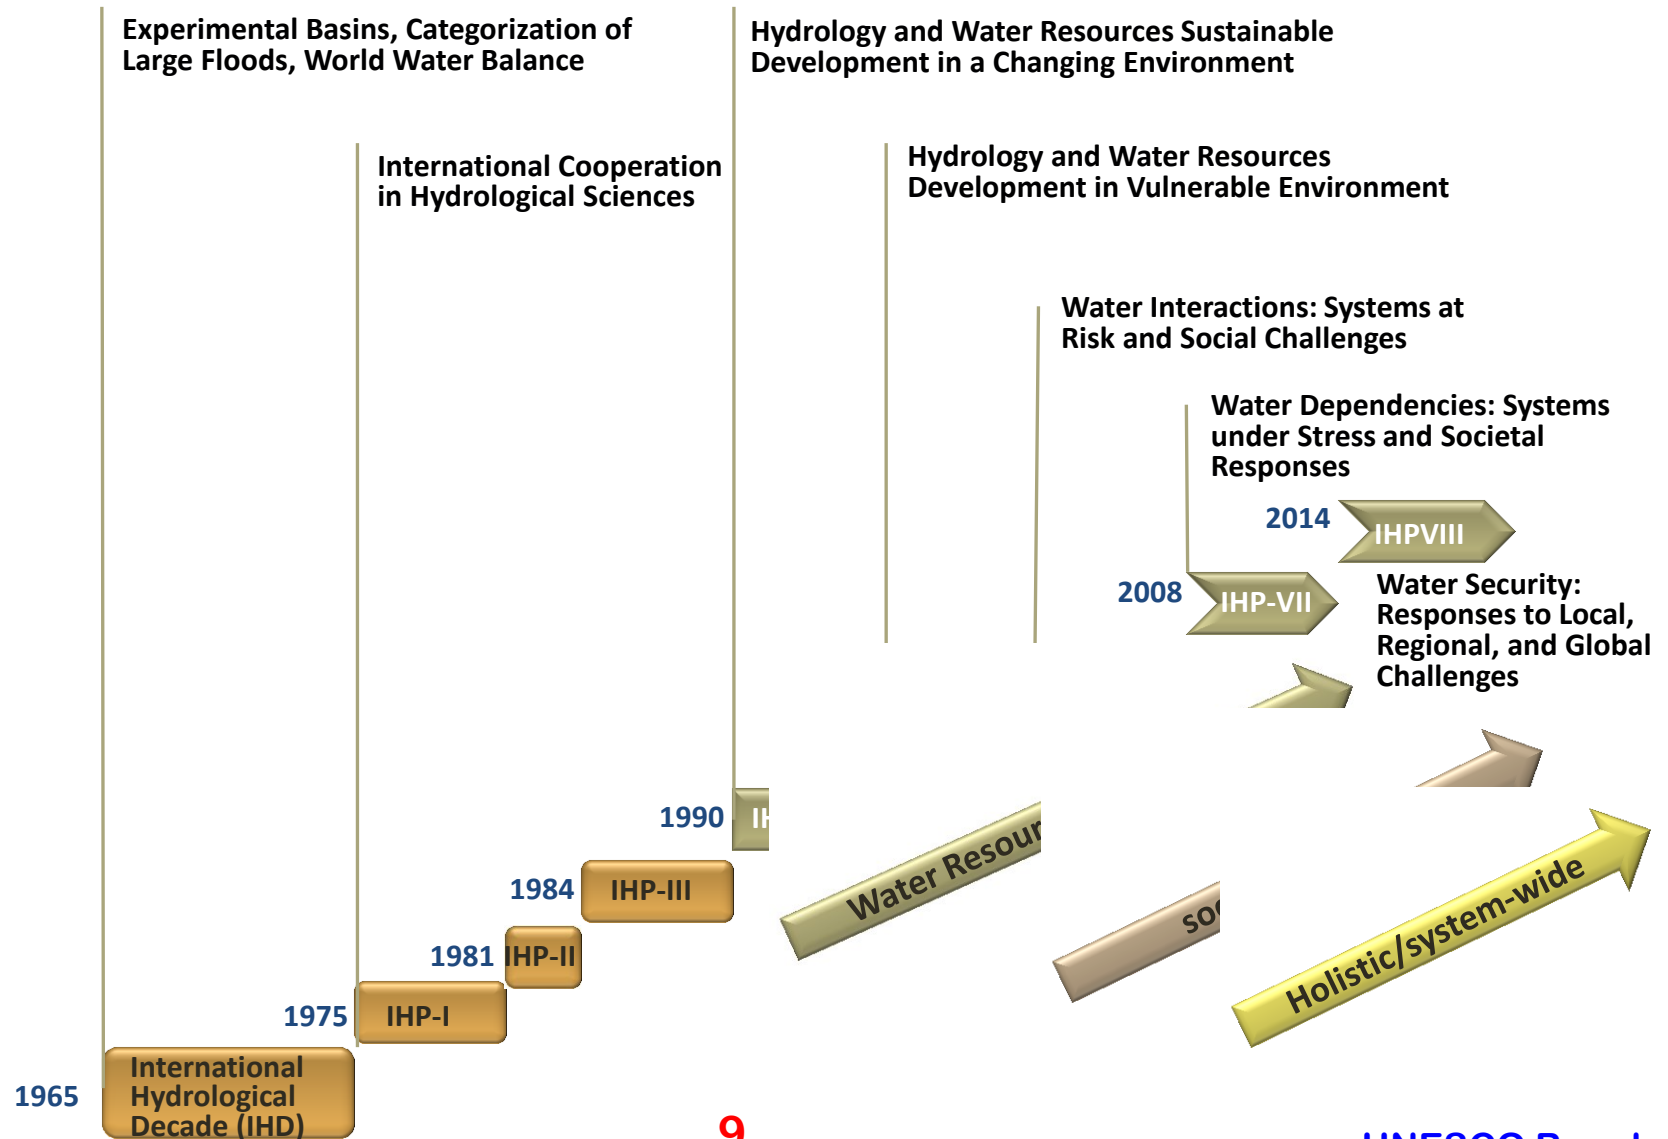 Experimental Basins, Categorization of
Large Floods, World Water Balance
Hydrology and Water Resources Sustainable
Development in a Changing Environment
International Cooperation
in Hydrological Sciences
Hydrology and Water Resources
Development in Vulnerable Environment
Water Interactions: Systems at
Risk and Social Challenges
Water Dependencies: Systems
under Stress and Societal
Responses
2014
IHPVIII
2008
IHP-VII
Water Security:
Responses to Local,
Regional, and Global
Challenges
1990
1984
IHP-III
Water
1981
IHP-II
Holistic/system-wide
1975
IHP-I
1965
International
Hydrological
Decade (IHD)
9